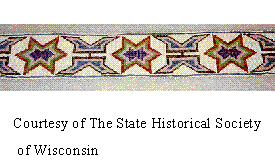 Courtesy of The State Historical Society
of Wisconsin